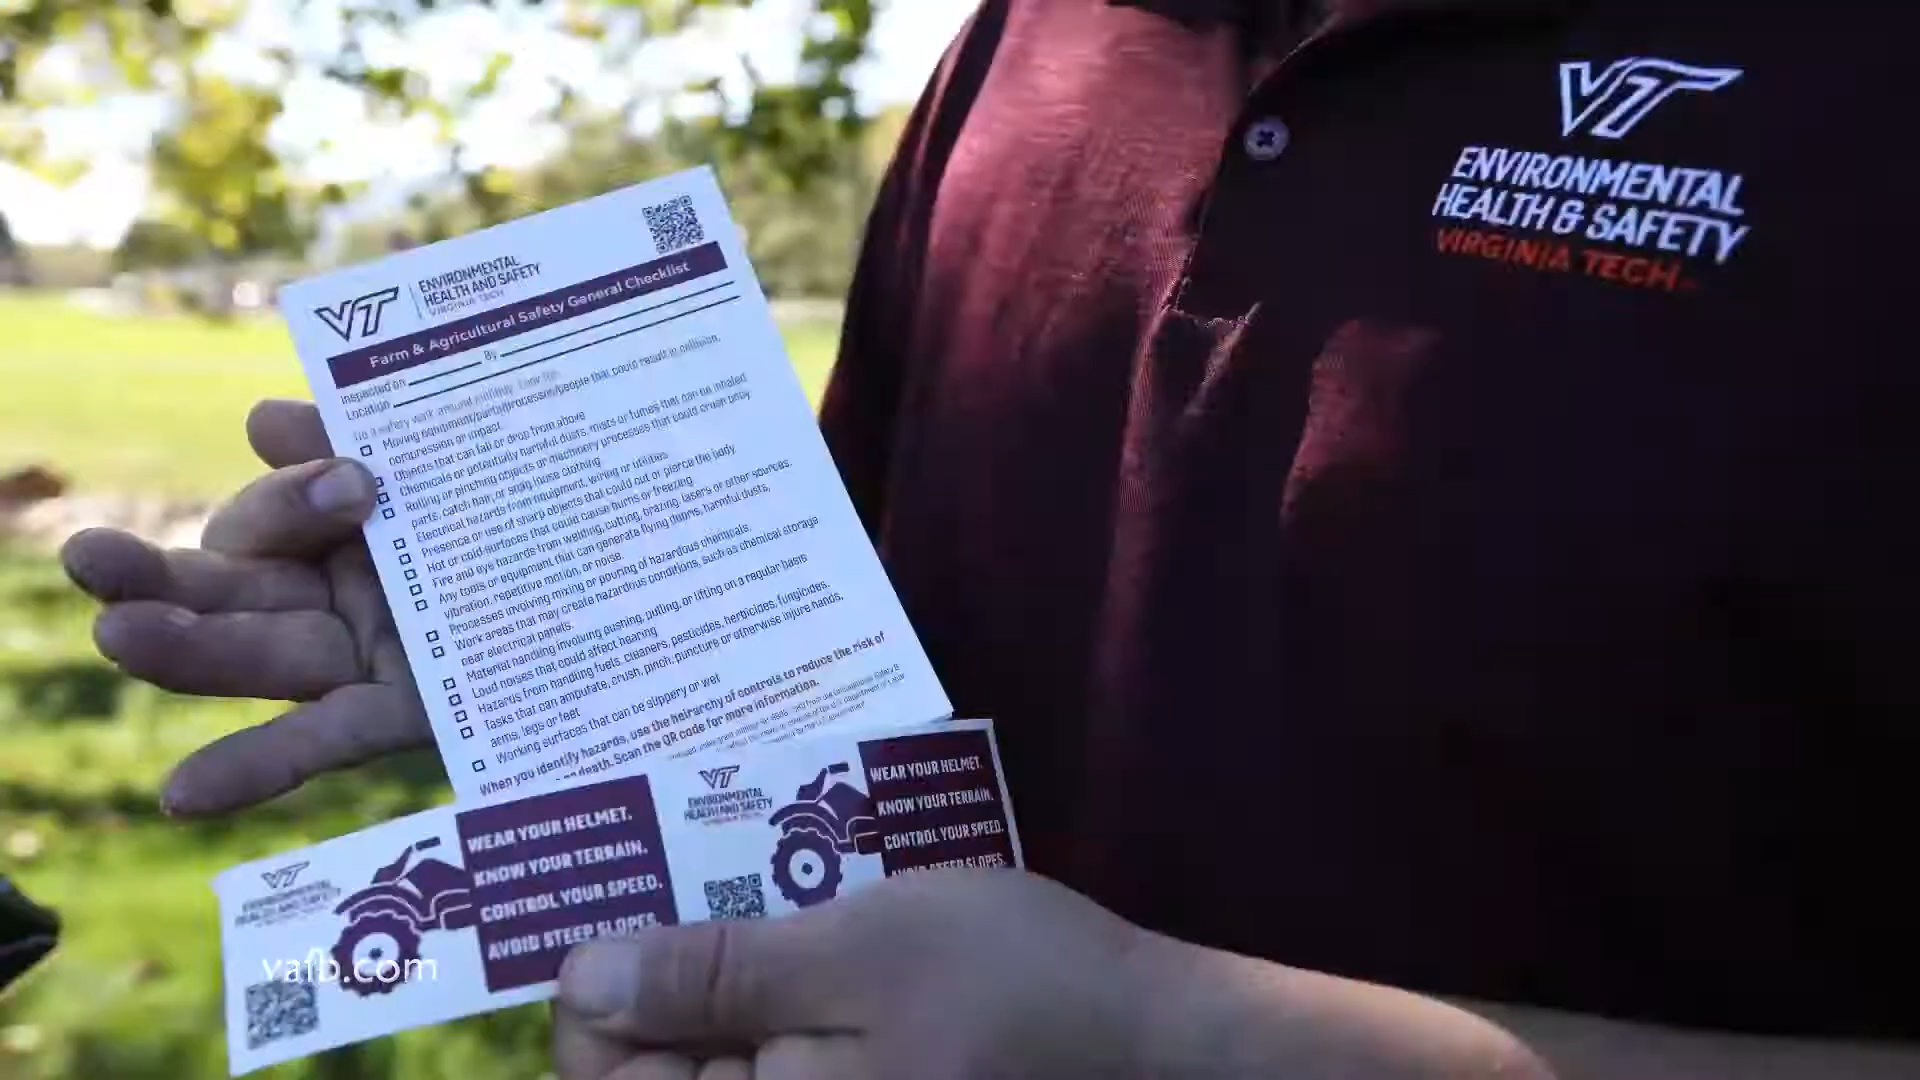 VT
ENVIRONMENTAL
HEALTH & SAFETY
VIRGINIA TECH
VT
ENVIRONMENTAL
HEALTH AND SAFETY
VIRGINIA TECH
Farm & Agricultural Safety General Checklist
Inspected on By
Location
Do a safety walk around monthly. Look for:
Moving equipment/parts/processes/people that could result in collision,
compression or impact.
Objects that can fall or drop from above
Chemicals or potentially harmful dusts, mists or fumes that can be inhaled
Rolling or pinching objects or machinery processes that could crush body
parts, catch hair, or snag loose clothing.
Electrical hazards from equipment, wiring or utilities.
Presence or use of sharp objects that could cut or pierce the body
Hot or cold surfaces that could cause burns or freezing
Fire and eye hazards from welding, cutting, brazing, lasers or other sources.
Any tools or equipment that can generate flying debris, harmful dusts,
vibration, repetitive motion, or noise.
Processes involving mixing or pouring of hazardous chemicals.
Work areas that may create hazardous conditions, such as chemical storage
near electrical panels.
Material handling involving pushing, pulling, or lifting on a regular basis
Loud noises that could affect hearing
Hazards from handling fuels, cleaners, pesticides, herbicides, fungicides.
Tasks that can amputate, crush, pinch, puncture or otherwise injure hands,
arms, legs or feet
Working surfaces that can be slippery or wet
When you identify hazards, use the heirarchy of controls to reduce the risk of
death. Scan the QR code for more information.
VT
ENVIRONMENTAL
HEALTH AND SAFETY
WEAR YOUR HELMET.
KNOW YOUR TERRAIN.
CONTROL YOUR SPEED.
AVOID STEEP SLOPES.
VT
ENVIRONMENTAL
HEALTH AND SAFETY
VIRGINIA TECH
WEAR YOUR HELMET.
KNOW YOUR TERRAIN.
CONTROL YOUR SPEED.
AVOID STEEP SLOPES.
vafb.com